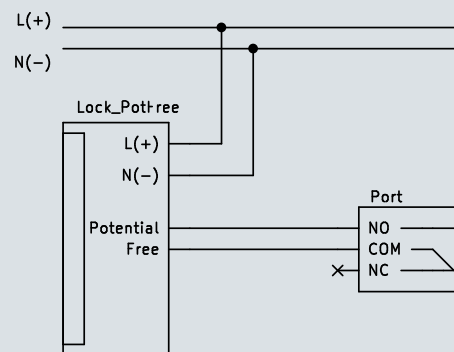 L(+)
N(-)
Lock_PotFree
L(+)
N(-)
Port
Potential
NO
Free
COM
NC